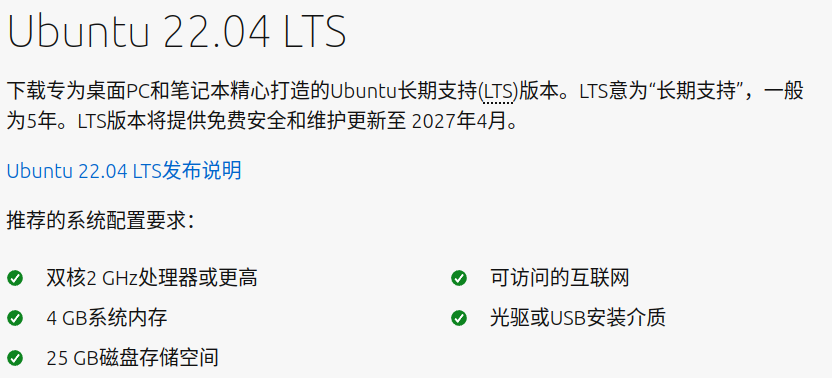 Ubuntu 22.04 LTS
下载专为桌面PC和笔记本精心打造的Ubuntu长期支持(LTS)版本。LTS意为“长期支持”，一般
为5年。LTS版本将提供免费安全和维护更新至 2027年4月。
Ubuntu 22.04 LTS发布说明
推荐的系统配置要求：
双核2 GHz处理器或更高
可访问的互联网
4 GB系统内存
光驱或USB安装介质
25 GB磁盘存储空间